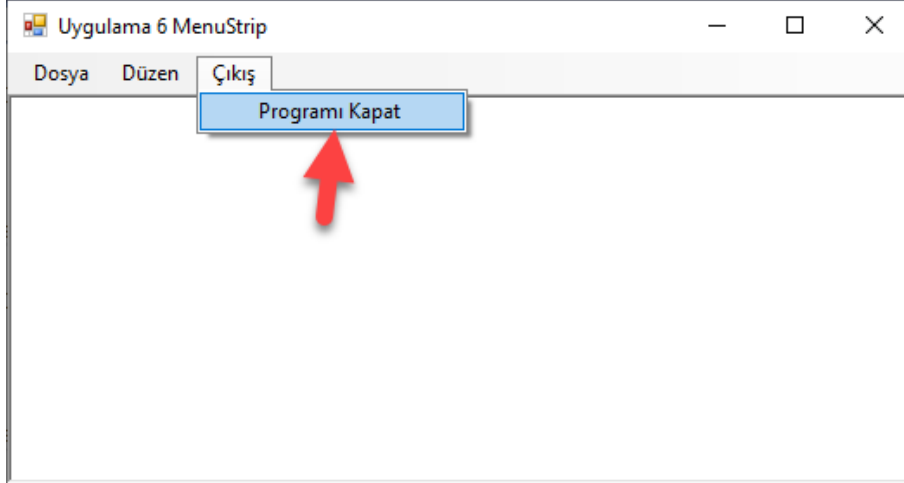 Uygulama 6 MenuStrip
Dosya Düzen Çıkış
Programı Kapat